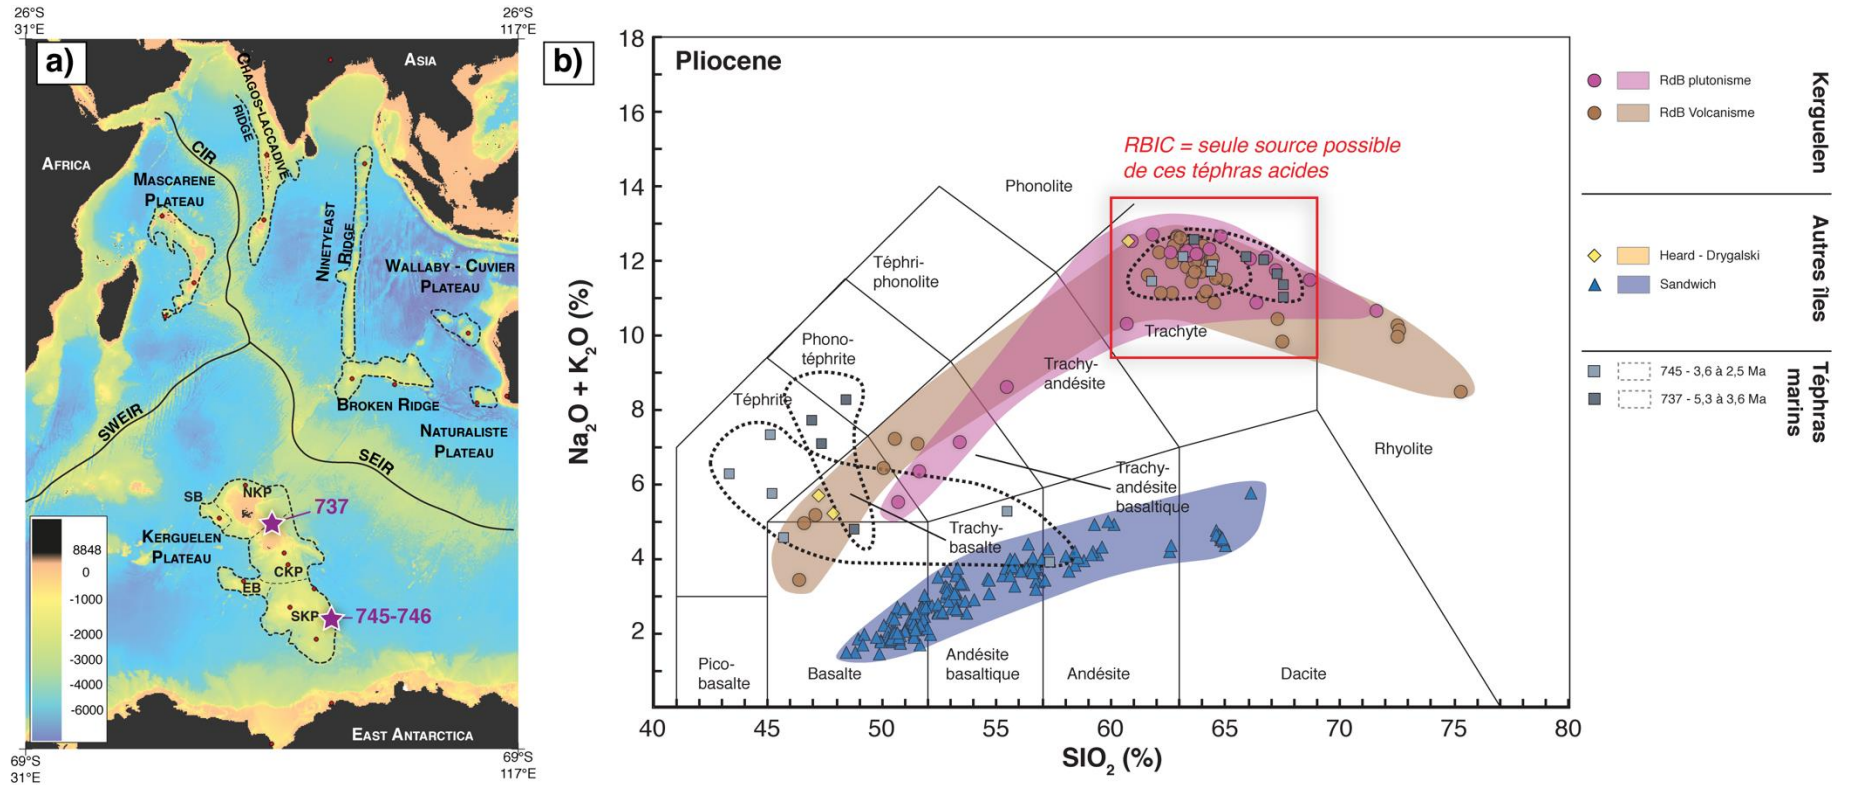 26°S
31°E
26°S
117°E
a)
ASIA
CHAGOS-LACCADIVE
RIDGE
AFRICA
CIR
MASCARENE
PLATEAU
NINETYEAST
RIDGE
WALLABY - CUVIER
PLATEAU
BROKEN RIDGE
SWEIR
NATURALISTE
PLATEAU
SEIR
SB
NKP
737
KERGUELEN
PLATEAU
CKP
EB
SKP
745-746
8848
0
-1000
-2000
-3000
-4000
-6000
EAST ANTARCTICA
69°S
31°E
69°S
117°E
b)
Pliocene
18
16
14
12
10
8
6
4
2
Na2O + K2O (%)
RBIC = seule source possible
de ces téphras acides
Phonolite
Téphri-
phonolite
Phono-
téphrite
Téphrite
Trachyte
Trachy-
andésite
Rhyolite
Trachy-
andésite
basaltique
Trachy-
basalte
Pico-
basalte
Basalte
Andésite
basaltique
Andésite
Dacite
40
45
50
55
60
65
70
75
80
SIO2 (%)
RdB plutonisme
RdB Volcanisme
Kerguelen
Heard - Drygalski
Sandwich
Autres îles
745 - 3,6 à 2,5 Ma
737 - 5,3 à 3,6 Ma
Téphras
marins